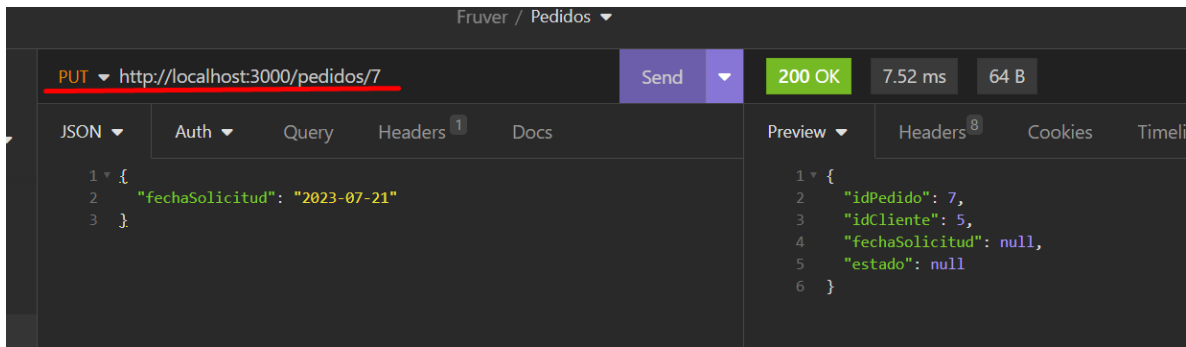 Fruver / Pedidos
PUT http://localhost:3000/pedidos/7 Send 200 OK 7.52 ms 64 B
JSON Auth Query Headers 1 Docs Preview Headers 8 Cookies Timeli
1 {
2 "fechaSolicitud": "2023-07-21"
3 }
1 {
2 "idPedido": 7,
3 "idCliente": 5,
4 "fechaSolicitud": null,
5 "estado": null
6 }